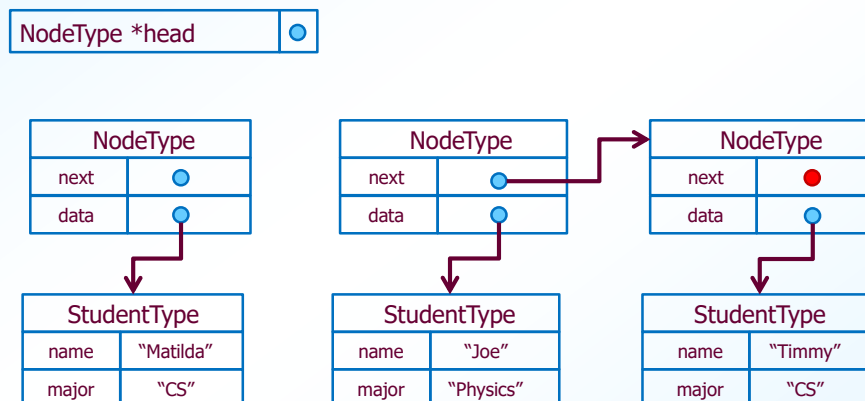 NodeType *head
NodeType NodeType NodeType
next next next
data data data
StudentType StudentType StudentType
name “Matilda” name “Joe” name “Timmy”
major “CS” major “Physics” major “CS”